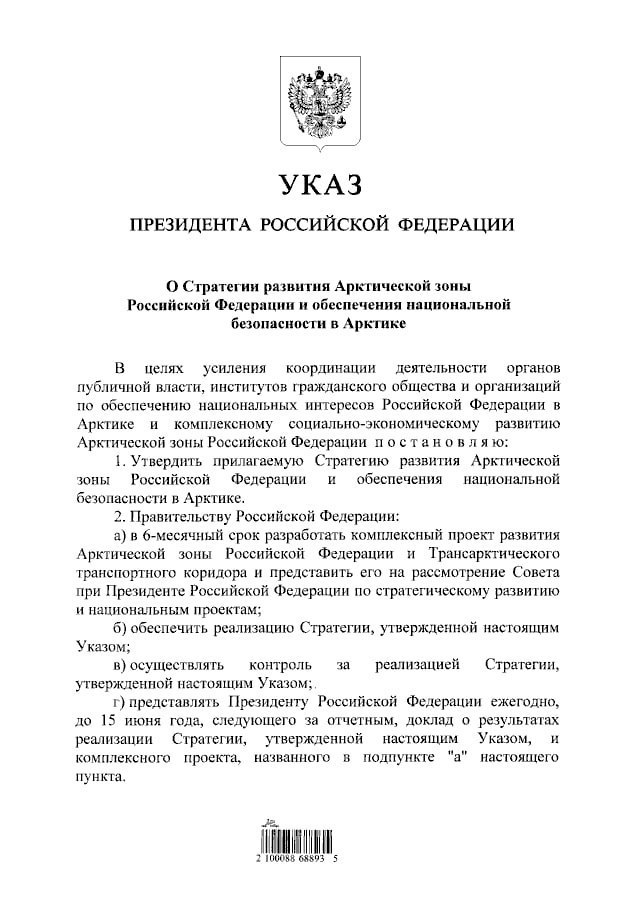 УКАЗ
ПРЕЗИДЕНТА РОССИЙСКОЙ ФЕДЕРАЦИИ
О Стратегии развития Арктической зоны
Российской Федерации и обеспечения национальной
безопасности в Арктике
В целях усиления координации деятельности органов
публичной власти, институтов гражданского общества и организаций
по обеспечению национальных интересов Российской Федерации в
Арктике и комплексному социально-экономическому развитию
Арктической зоны Российской Федерации п о с т а н о в л я ю:
1. Утвердить прилагаемую Стратегию развития Арктической
зоны Российской Федерации и обеспечения национальной
безопасности в Арктике.
2. Правительству Российской Федерации:
а) в 6-месячный срок разработать комплексный проект развития
Арктической зоны Российской Федерации и Трансарктического
транспортного коридора и представить его на рассмотрение Совета
при Президенте Российской Федерации по стратегическому развитию
и национальным проектам;
б) обеспечить реализацию Стратегии, утвержденной настоящим
Указом;
в) осуществлять контроль за реализацией Стратегии,
утвержденной настоящим Указом;.
г) представлять Президенту Российской Федерации ежегодно,
до 15 июня года, следующего за отчетным, доклад о результатах
реализации Стратегии, утвержденной настоящим Указом, и
комплексного проекта, названного в подпункте "а" настоящего
пункта.
2 100088 68893 5